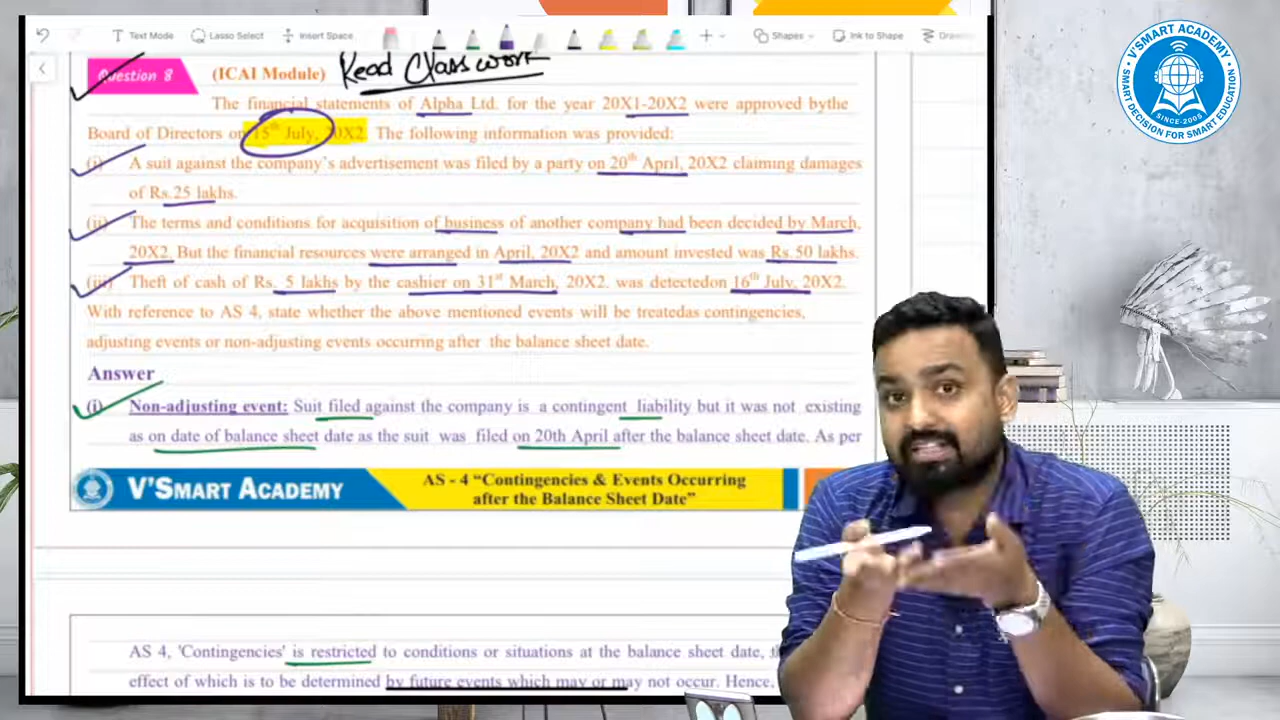 Text Mode
Lasso Select
Insert Space
Shapes
Ink to Shape
Question 8
(ICAI Module)
Read Classwork
The financial statements of Alpha Ltd. for the year 20X1-20X2 were approved bythe
Board of Directors on 15th July, 20X2. The following information was provided:
(i) A suit against the company's advertisement was filed by a party on 20th April, 20X2 claiming damages
of Rs.25 lakhs.
(ii) The terms and conditions for acquisition of business of another company had been decided by March,
20X2. But the financial resources were arranged in April, 20X2 and amount invested was Rs.50 lakhs.
(iii) Theft of cash of Rs. 5 lakhs by the cashier on 31st March, 20X2. was detectedon 16th July, 20X2.
With reference to AS 4, state whether the above mentioned events will be treatedas contingencies,
adjusting events or non-adjusting events occurring after the balance sheet date.
Answer
(i) Non-adjusting event: Suit filed against the company is a contingent liability but it was not existing
as on date of balance sheet date as the suit was filed on 20th April after the balance sheet date. As per
V'SMART ACADEMY
AS - 4 “Contingencies & Events Occurring
after the Balance Sheet Date”
AS 4, 'Contingencies' is restricted to conditions or situations at the balance sheet date,
effect of which is to be determined by future events which may or may not occur. Hence,
V'SMART ACADEMY
SINCE-2005
SMART DECISION FOR SMART EDUCATION